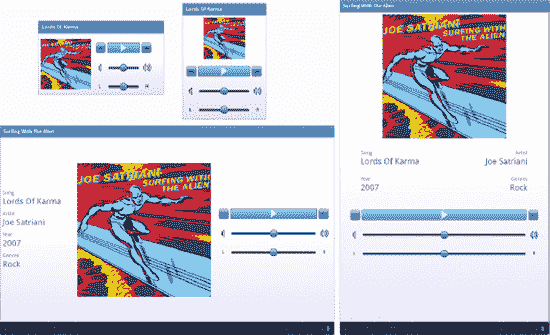 Lords Of Karma
L
R
Lords Of Karma
L
R
Surfing With The Alien
Song
Lords Of Karma
Artist
Joe Satriani
Year
2007
Genres
Rock
JOE SATRIANI
SURFING WITH
THE ALIEN
L
R
Surfing With The Alien
JOE SATRIANI
SURFING WITH
THE ALIEN
Song
Artist
Lords Of Karma
Joe Satriani
Year
Genres
2007
Rock
L
R